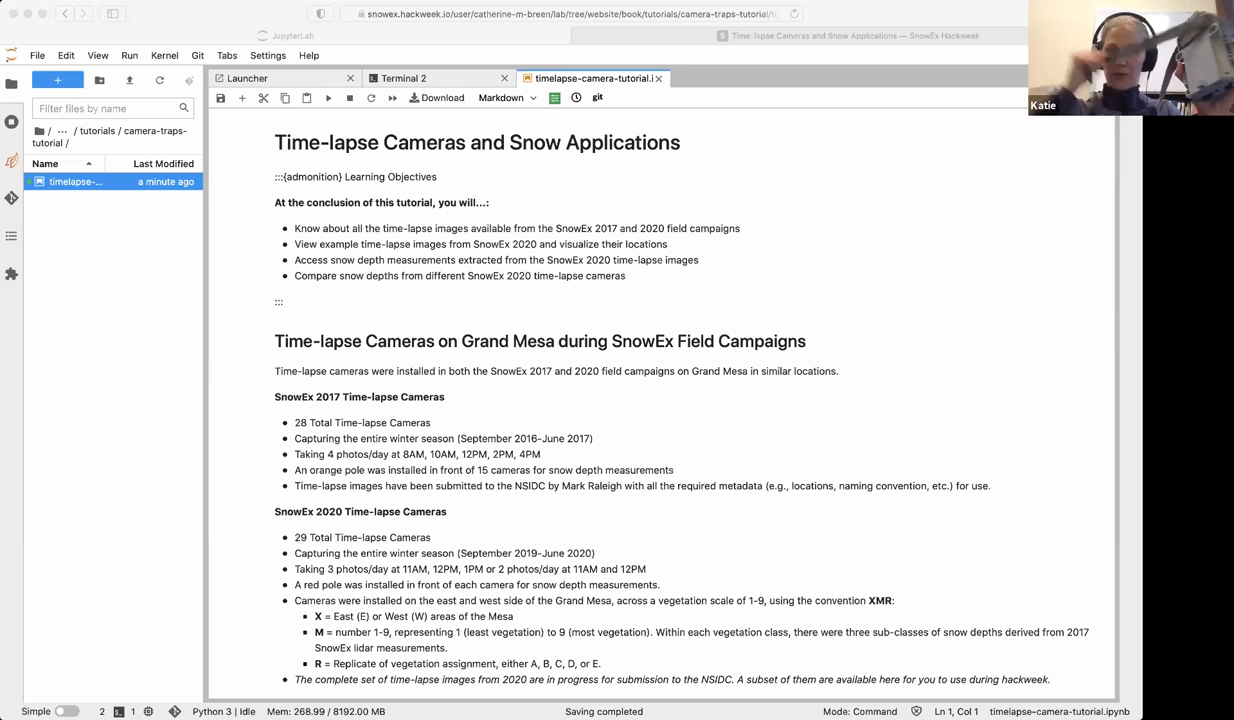 snowex.hackweek.io/user/catherine-m-breen/lab/tree/website/book/tutorials/camera-traps-tutorial/
JupyterLab
Time-lapse Cameras and Snow Applications — SnowEx Hackweek
Katie
File Edit View Run Kernel Git Tabs Settings Help
Launcher
Terminal 2
timelapse-camera-tutorial.i
Download
Markdown
git
Filter files by name
/ ... / tutorials / camera-traps-
tutorial /
Name Last Modified
timelapse-... a minute ago
Time-lapse Cameras and Snow Applications
:::{admonition} Learning Objectives
At the conclusion of this tutorial, you will...:
Know about all the time-lapse images available from the SnowEx 2017 and 2020 field campaigns
View example time-lapse images from SnowEx 2020 and visualize their locations
Access snow depth measurements extracted from the SnowEx 2020 time-lapse images
Compare snow depths from different SnowEx 2020 time-lapse cameras
:::
Time-lapse Cameras on Grand Mesa during SnowEx Field Campaigns
Time-lapse cameras were installed in both the SnowEx 2017 and 2020 field campaigns on Grand Mesa in similar locations.
SnowEx 2017 Time-lapse Cameras
28 Total Time-lapse Cameras
Capturing the entire winter season (September 2016-June 2017)
Taking 4 photos/day at 8AM, 10AM, 12PM, 2PM, 4PM
An orange pole was installed in front of 15 cameras for snow depth measurements
Time-lapse images have been submitted to the NSIDC by Mark Raleigh with all the required metadata (e.g., locations, naming convention, etc.) for use.
SnowEx 2020 Time-lapse Cameras
29 Total Time-lapse Cameras
Capturing the entire winter season (September 2019-June 2020)
Taking 3 photos/day at 11AM, 12PM, 1PM or 2 photos/day at 11AM and 12PM
A red pole was installed in front of each camera for snow depth measurements.
Cameras were installed on the east and west side of the Grand Mesa, across a vegetation scale of 1-9, using the convention XMR:
X = East (E) or West (W) areas of the Mesa
M = number 1-9, representing 1 (least vegetation) to 9 (most vegetation). Within each vegetation class, there were three sub-classes of snow depths derived from 2017
SnowEx lidar measurements.
R = Replicate of vegetation assignment, either A, B, C, D, or E.
The complete set of time-lapse images from 2020 are in progress for submission to the NSIDC. A subset of them are available here for you to use during hackweek.
Simple 2 1 Python 3 | Idle Mem: 268.99 / 8192.00 MB Saving completed Mode: Command Ln 1, Col 1 timelapse-camera-tutorial.ipynb